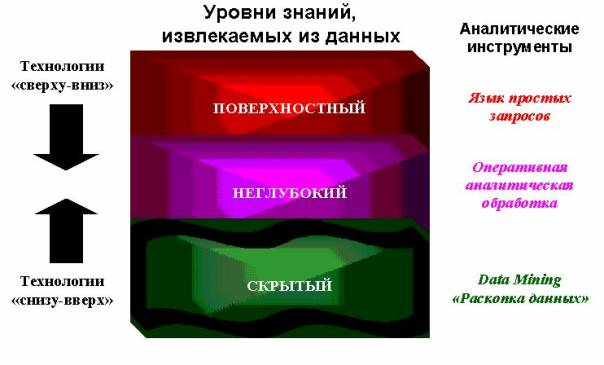 Уровни знаний,
извлекаемых из данных
Аналитические
инструменты
Технологии
«сверху-вниз»
ПОВЕРХНОСТНЫЙ
Язык простых
запросов
НЕГЛУБОКИЙ
Оперативная
аналитическая
обработка
Технологии
«снизу-вверх»
СКРЫТЫЙ
Data Mining
«Раскопка данных»